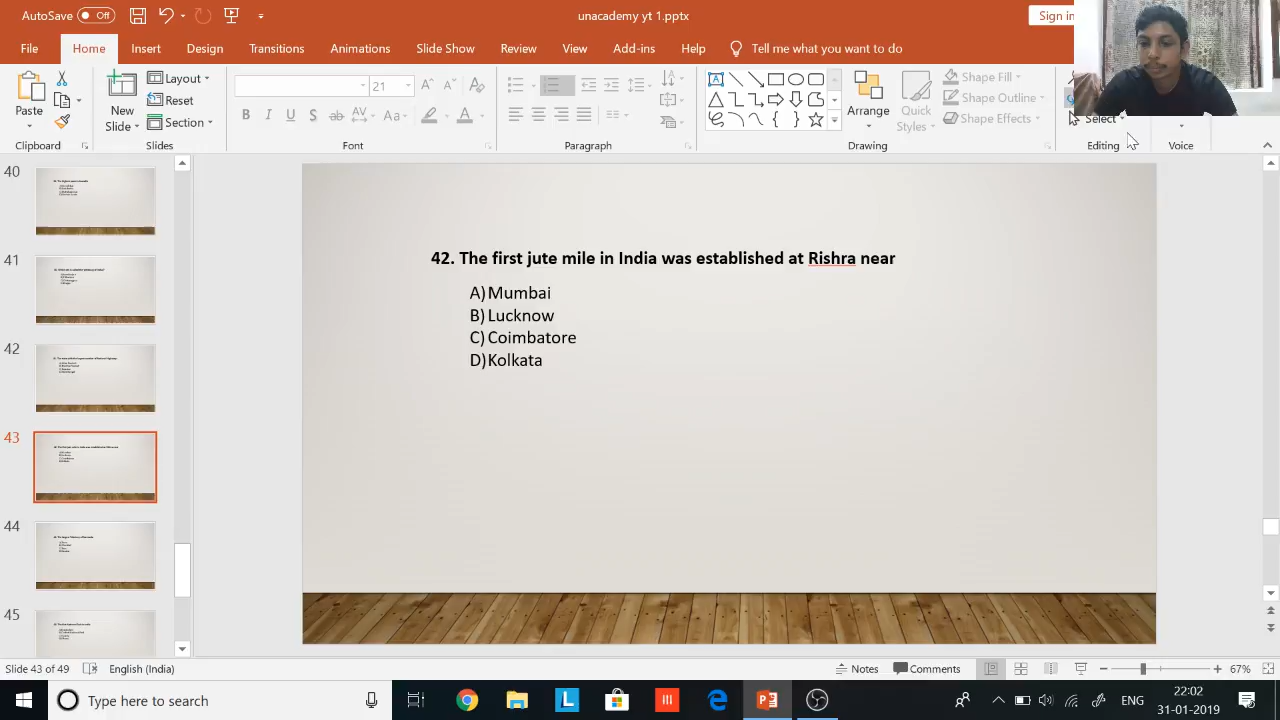 AutoSave Off
unacademy yt 1.pptx
Sign in
File Home Insert Design Transitions Animations Slide Show Review View Add-ins Help Tell me what you want to do
Paste
New
Slide
Layout
Reset
Section
21
B I U S AV Aa A
Arrange
Quick
Styles
Shape Fill
Shape Outline
Shape Effects
Select
Clipboard Slides Font Paragraph Drawing Editing Voice
40
41
42
43
44
45
42. The first jute mile in India was established at Rishra near
A) Mumbai
B) Lucknow
C) Coimbatore
D) Kolkata
Slide 43 of 49 English (India) Notes Comments 67%
Type here to search
ENG
22:02
31-01-2019